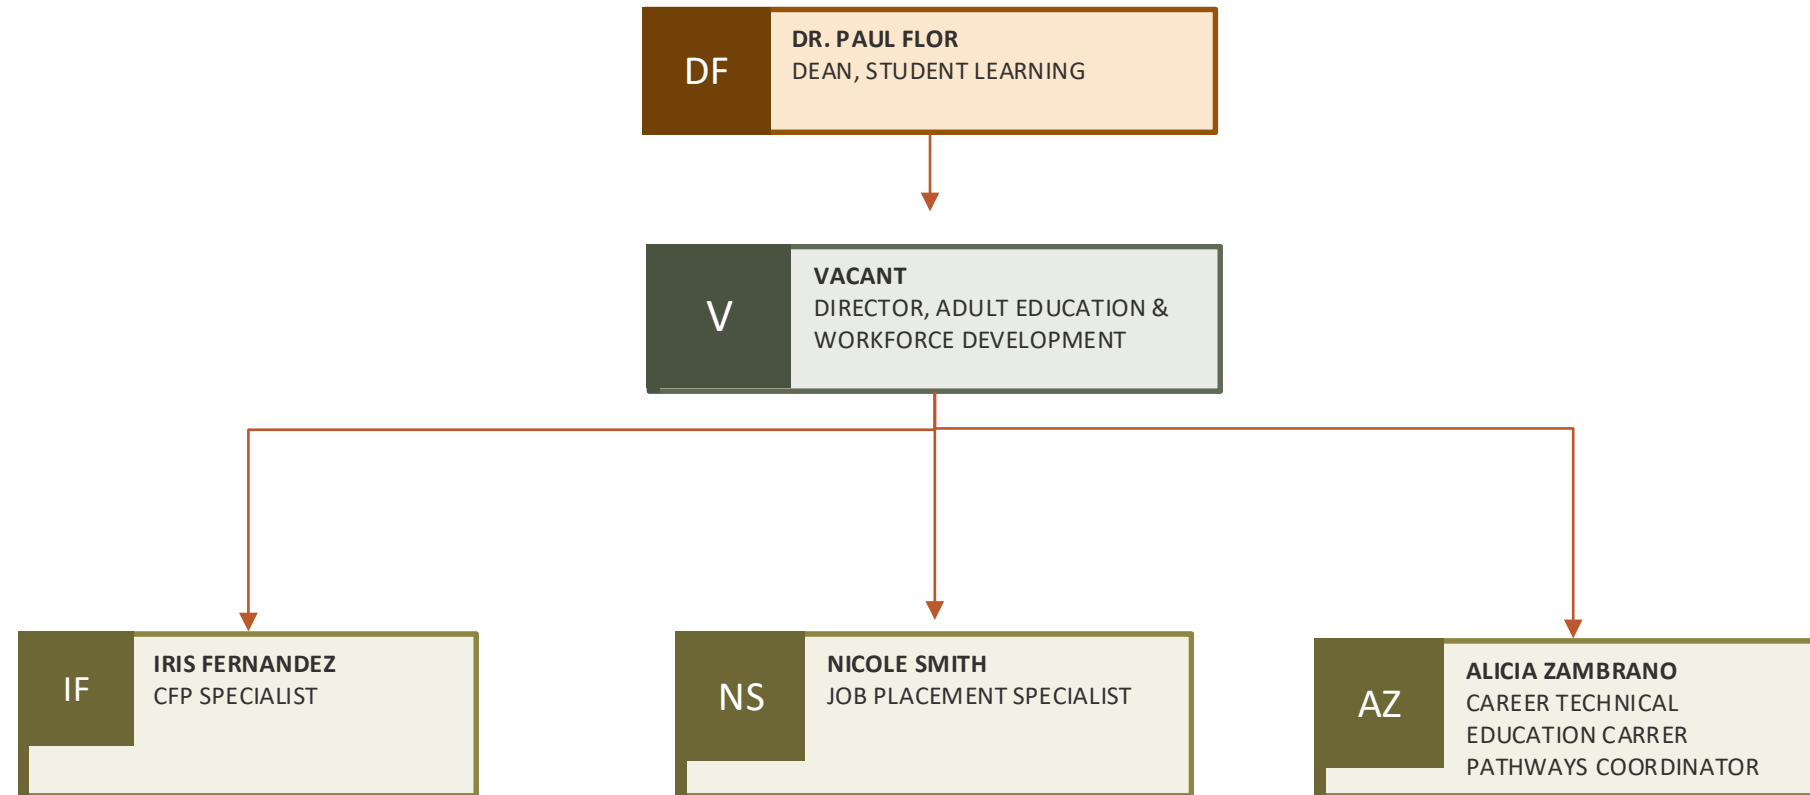 DF
DR. PAUL FLOR
DEAN, STUDENT LEARNING
V
VACANT
DIRECTOR, ADULT EDUCATION &
WORKFORCE DEVELOPMENT
IF
IRIS FERNANDEZ
CFP SPECIALIST
NS
NICOLE SMITH
JOB PLACEMENT SPECIALIST
AZ
ALICIA ZAMBRANO
CAREER TECHNICAL
EDUCATION CARRER
PATHWAYS COORDINATOR